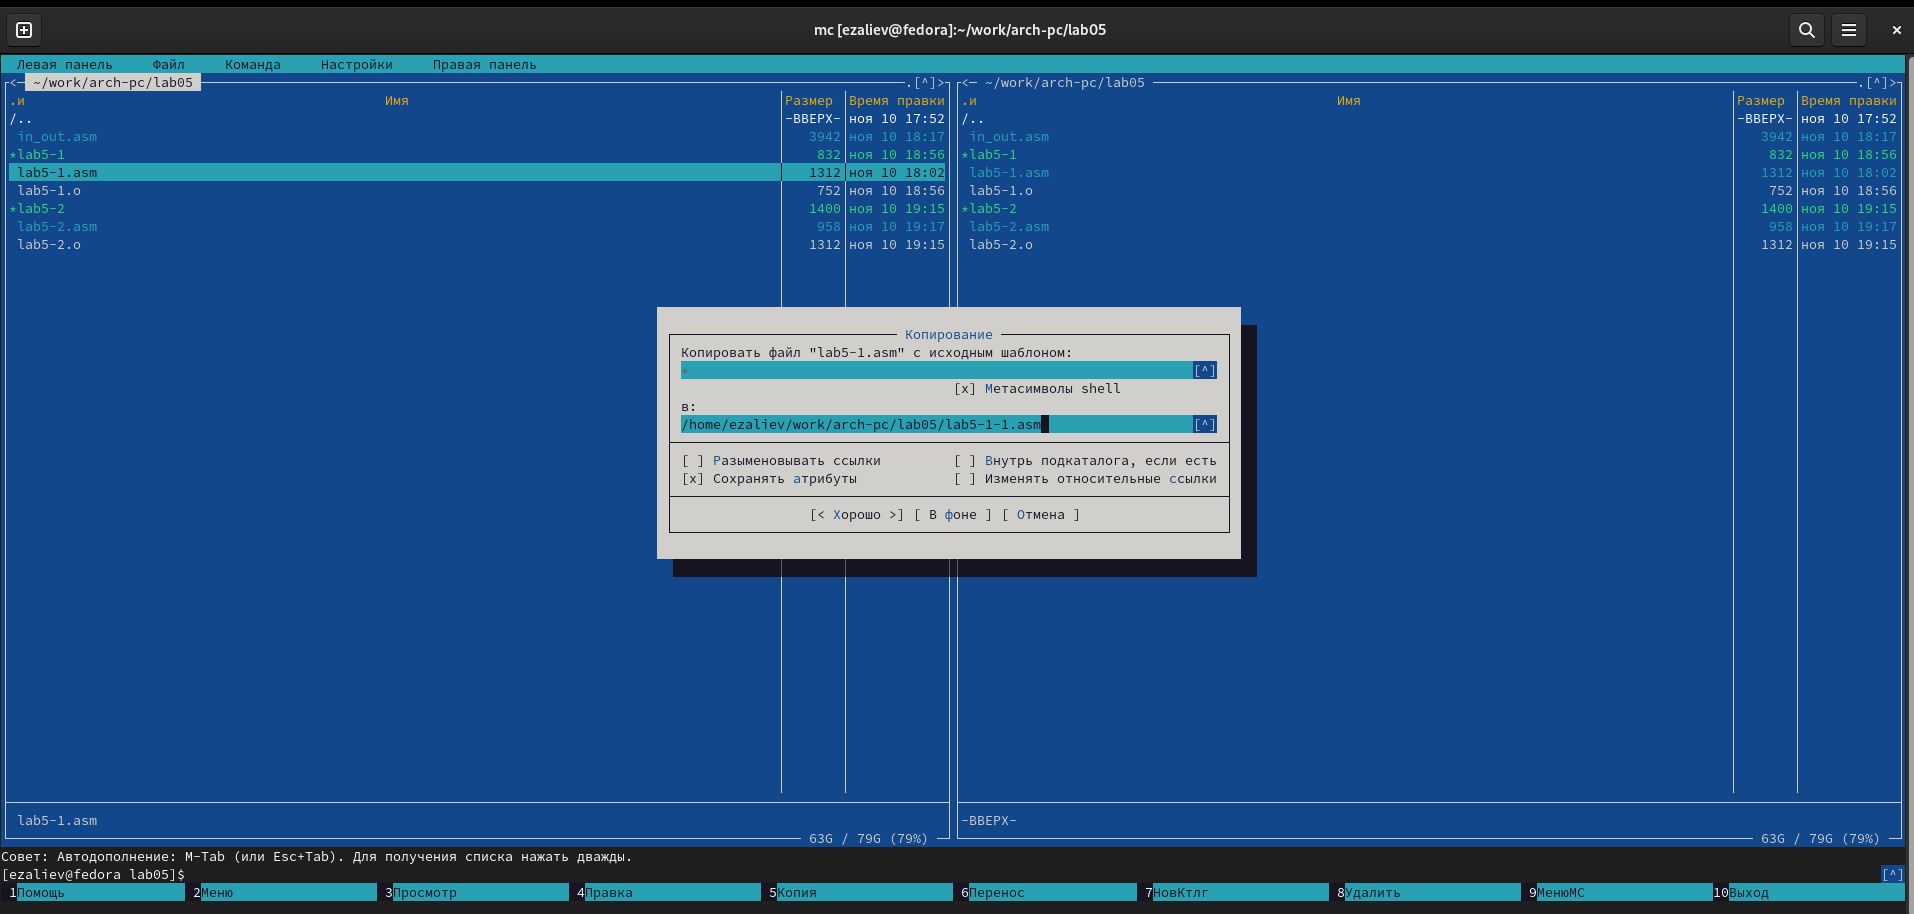 mc [ezaliev@fedora]:~/work/arch-pc/lab05
Левая панель Файл Команда Настройки Правая панель
<─ ~/work/arch-pc/lab05 .[^]> <─ ~/work/arch-pc/lab05 .[^]>
.и Имя Размер Время правки .и Имя Размер Время правки
/.. -ВВЕРХ- ноя 10 17:52 /.. -ВВЕРХ- ноя 10 17:52
in_out.asm 3942 ноя 10 18:17 in_out.asm 3942 ноя 10 18:17
*lab5-1 832 ноя 10 18:56 *lab5-1 832 ноя 10 18:56
lab5-1.asm 1312 ноя 10 18:02 lab5-1.asm 1312 ноя 10 18:02
lab5-1.o 752 ноя 10 18:56 lab5-1.o 752 ноя 10 18:56
*lab5-2 1400 ноя 10 19:15 *lab5-2 1400 ноя 10 19:15
lab5-2.asm 958 ноя 10 19:17 lab5-2.asm 958 ноя 10 19:17
lab5-2.o 1312 ноя 10 19:15 lab5-2.o 1312 ноя 10 19:15
Копирование
Копировать файл "lab5-1.asm" с исходным шаблоном:
* [^]
[x] Метасимволы shell
в:
/home/ezaliev/work/arch-pc/lab05/lab5-1-1.asm [^]
[ ] Разыменовывать ссылки [ ] Внутрь подкаталога, если есть
[x] Сохранять атрибуты [ ] Изменять относительные ссылки
[< Хорошо >] [ В фоне ] [ Отмена ]
lab5-1.asm -ВВЕРХ-
63G / 79G (79%) 63G / 79G (79%)
Совет: Автодополнение: M-Tab (или Esc+Tab). Для получения списка нажать дважды.
[ezaliev@fedora lab05]$ [^]
1Помощь 2Меню 3Просмотр 4Правка 5Копия 6Перенос 7НовКтлг 8Удалить 9МенюМС 10Выход